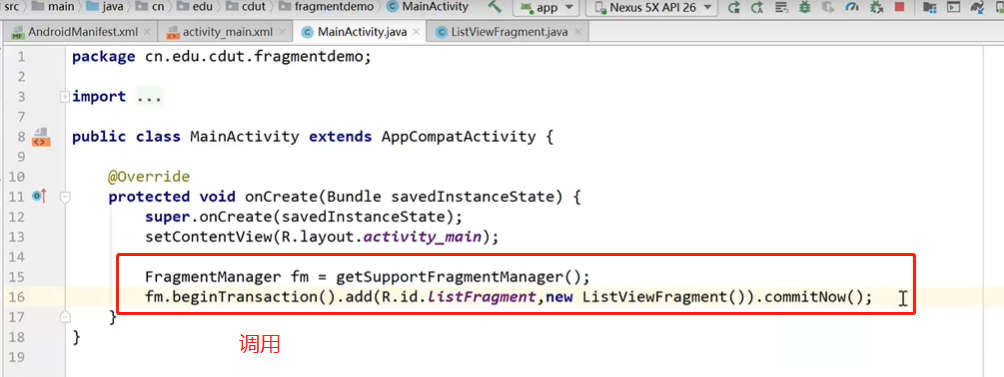 src main java cn edu cdut fragmentdemo MainActivity app Nexus 5X API 26
AndroidManifest.xml activity_main.xml MainActivity.java ListViewFragment.java
1 package cn.edu.cdut.fragmentdemo;
2
3 import ...
7
8 public class MainActivity extends AppCompatActivity {
9
10 @Override
11 protected void onCreate(Bundle savedInstanceState) {
12 super.onCreate(savedInstanceState);
13 setContentView(R.layout.activity_main);
14
15 FragmentManager fm = getSupportFragmentManager();
16 fm.beginTransaction().add(R.id.listFragment,new ListViewFragment()).commitNow();
17 }
18 }
调用
19